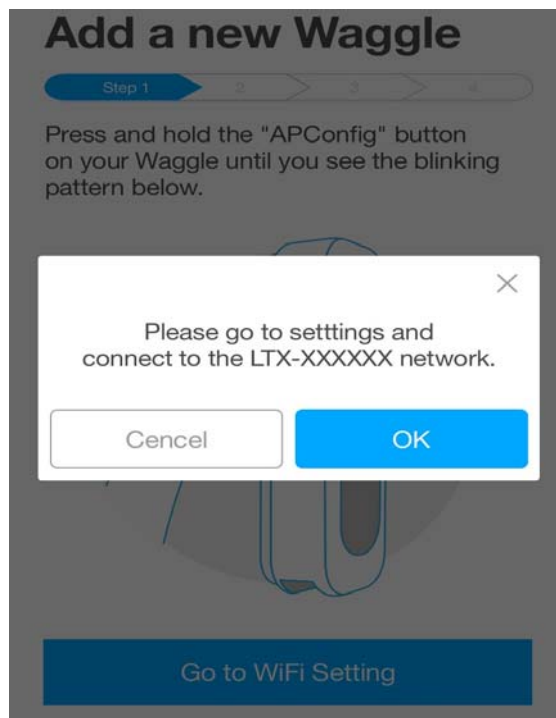 Add a new Waggle
Step 1
2
3
4
Press and hold the "APConfig" button
on your Waggle until you see the blinking
pattern below.
Please go to setttings and
connect to the LTX-XXXXXX network.
Cencel
OK
Go to WiFi Setting